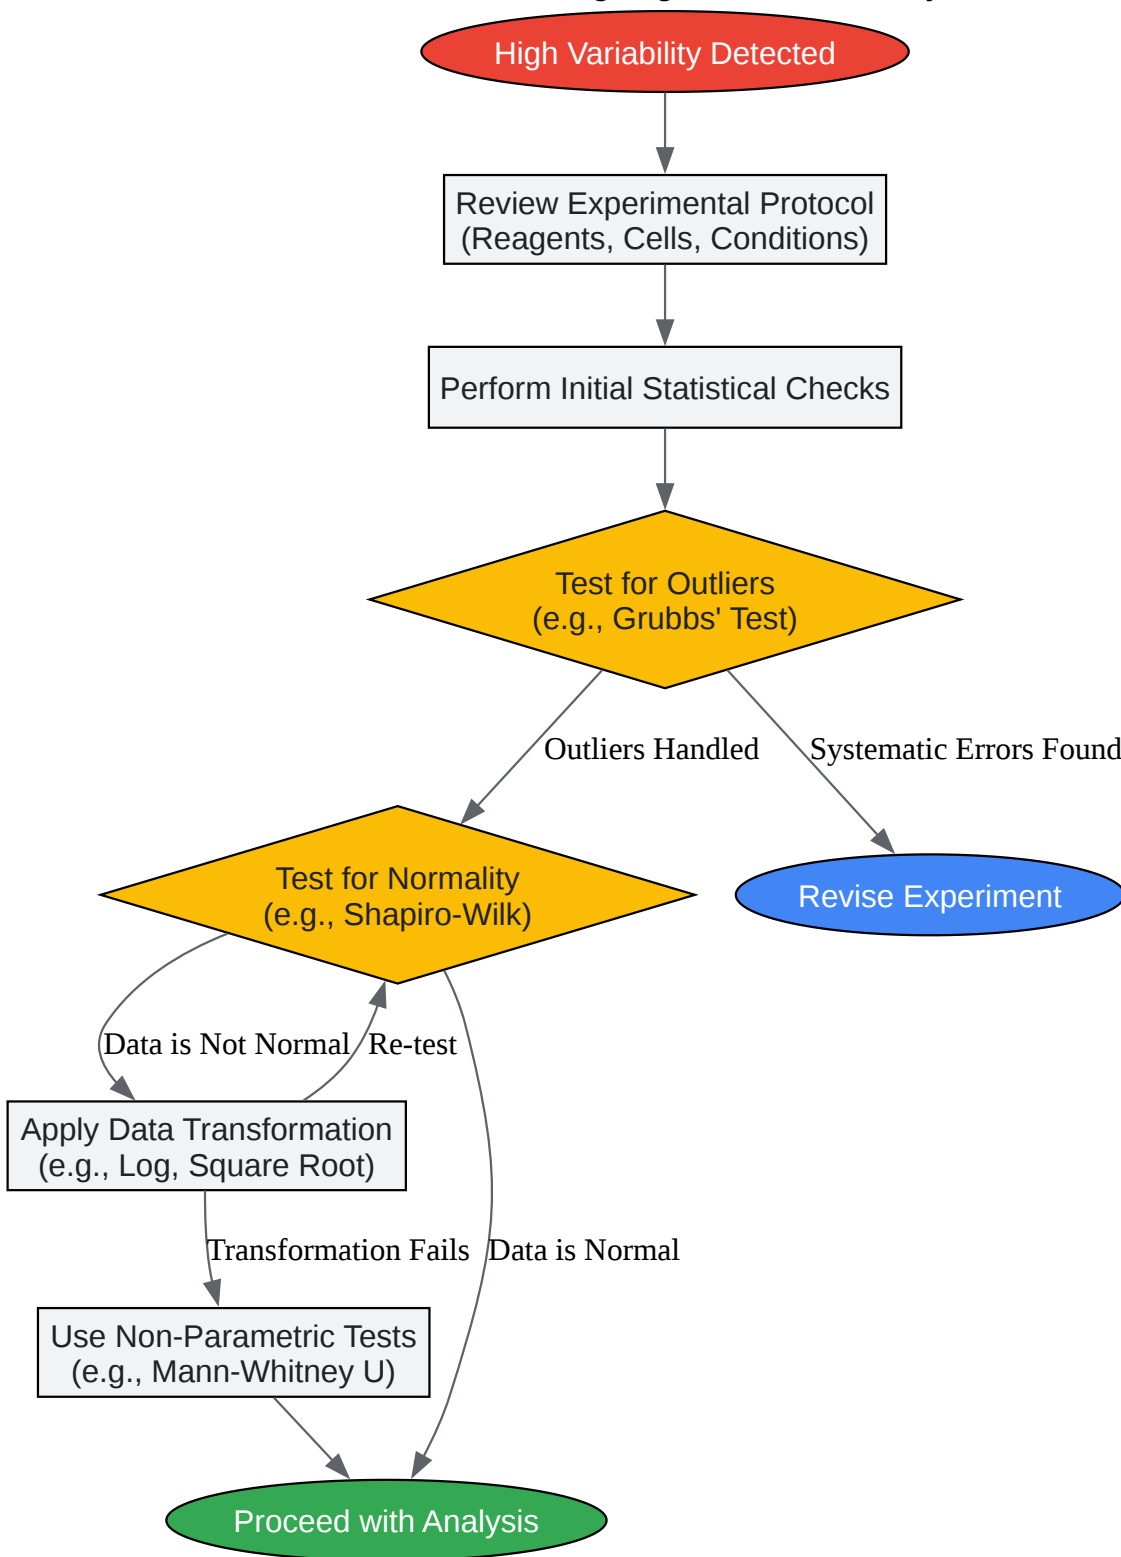 High Variability Detected
Review Experimental Protocol
(Reagents, Cells, Conditions)
Perform Initial Statistical Checks
Test for Outliers
(e.g., Grubbs' Test)
Outliers Handled
Systematic Errors Found
Test for Normality
(e.g., Shapiro-Wilk)
Revise Experiment
Data is Not Normal
Re-test
Apply Data Transformation
(e.g., Log, Square Root)
Transformation Fails
Data is Normal
Use Non-Parametric Tests
(e.g., Mann-Whitney U)
Proceed with Analysis